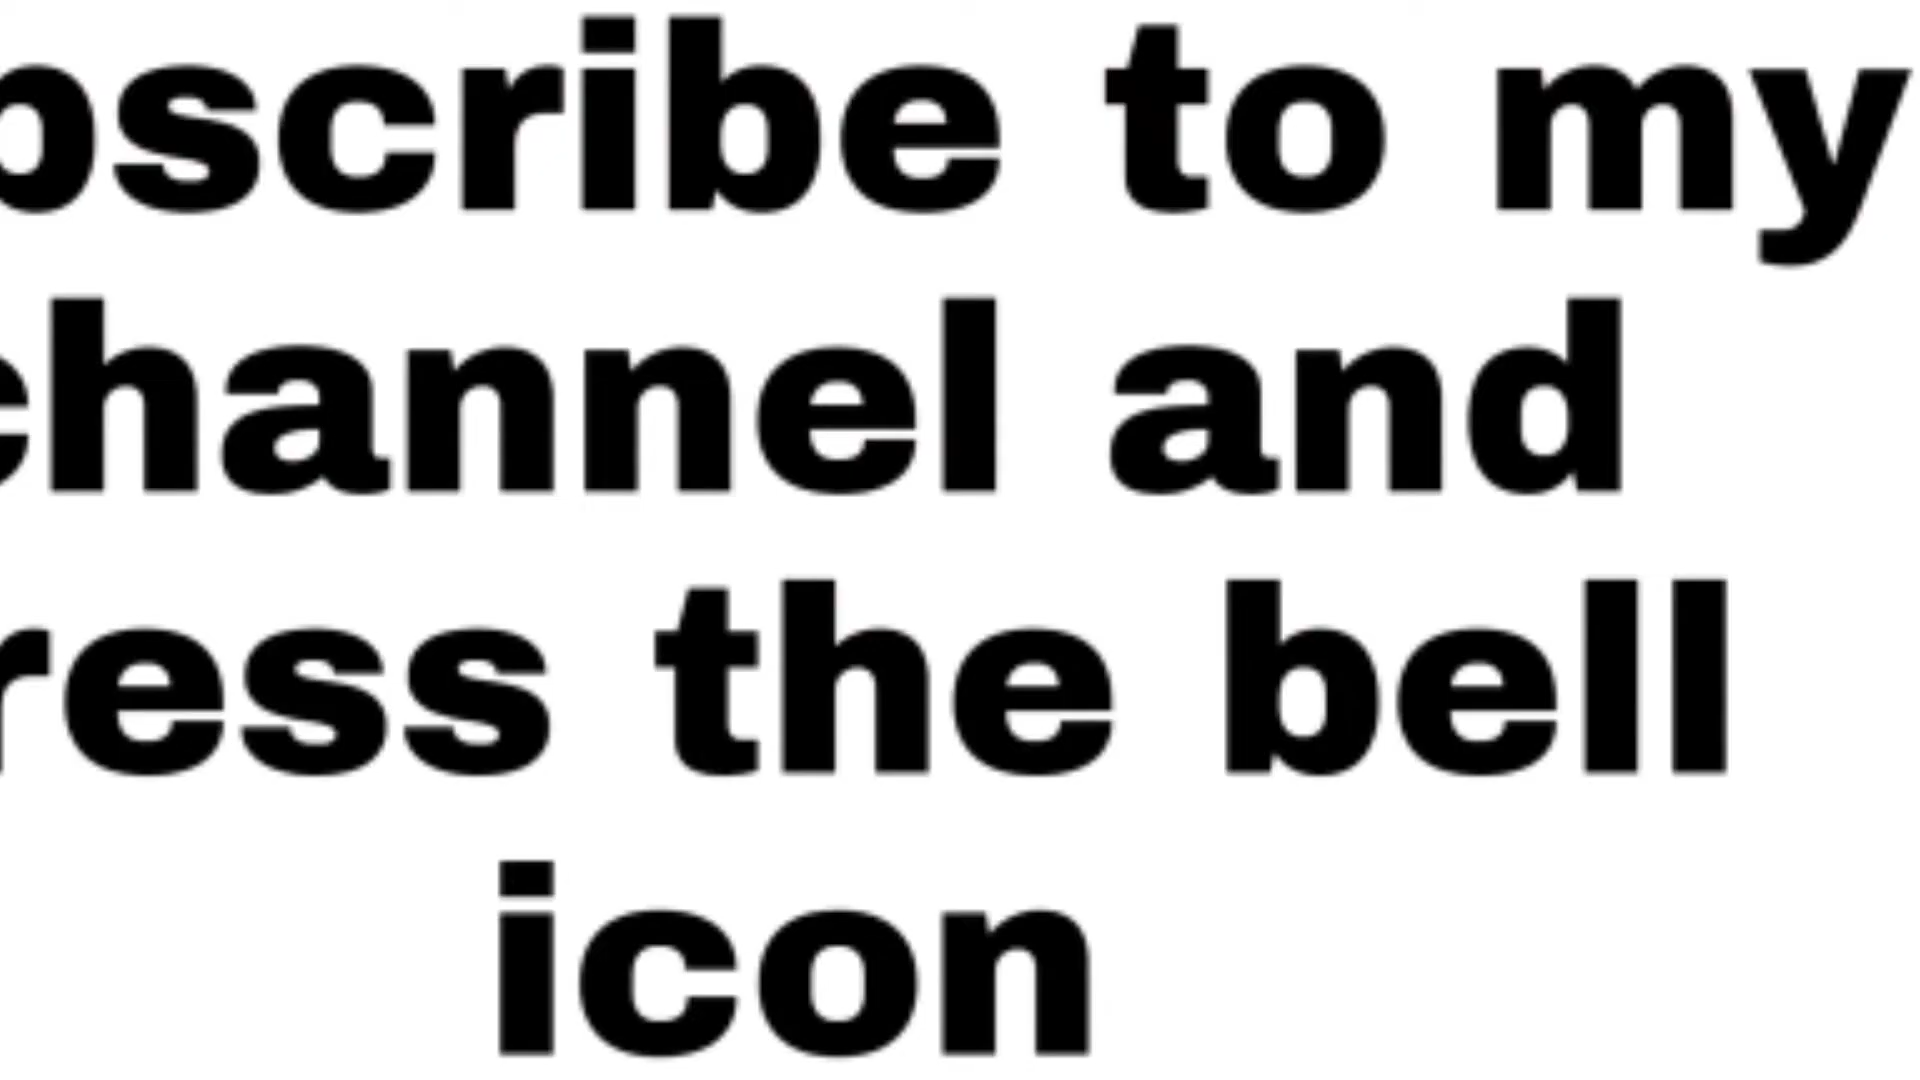 bscribe to my
channel and
ress the bell
icon